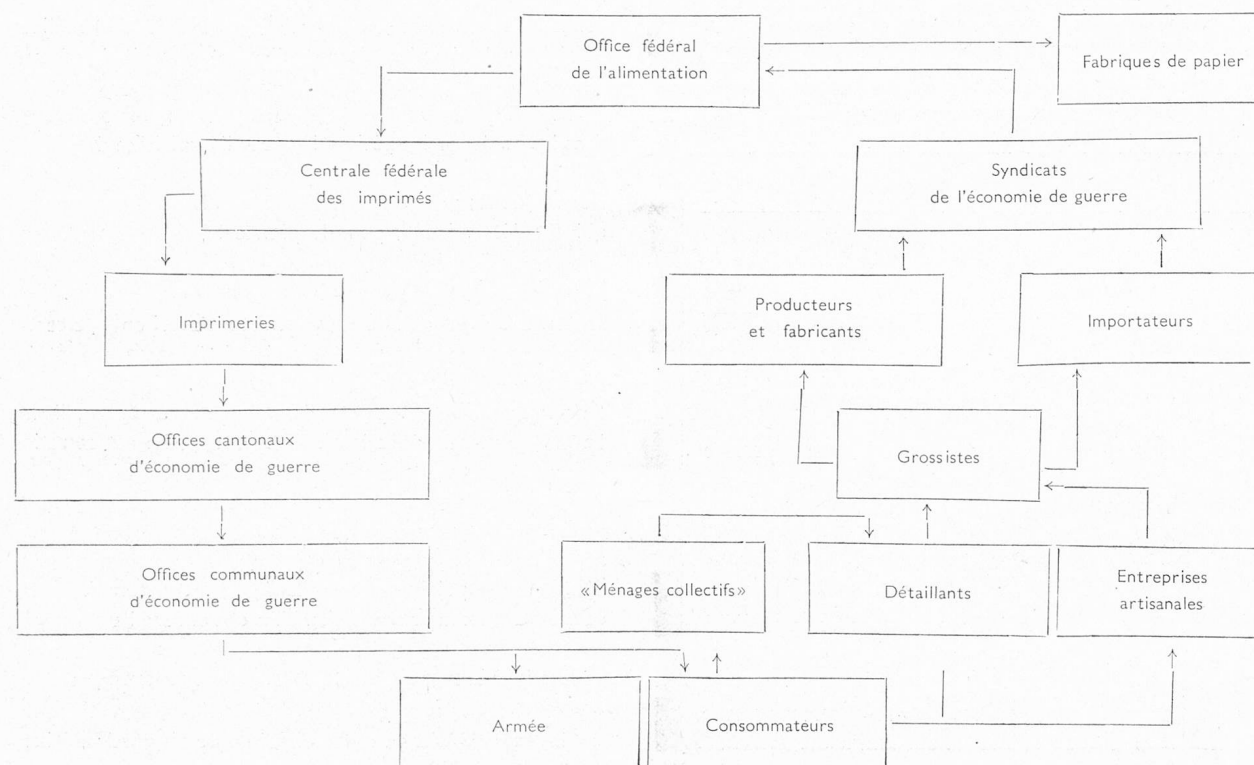 Office fédéral
de l'alimentation
Fabriques de papier
Centrale fédérale
des imprimés
Syndicats
de l'économie de guerre
Imprimeries
Producteurs
et fabricants
Importateurs
Offices cantonaux
d'économie de guerre
Grossistes
Offices communaux
d'économie de guerre
«Ménages collectifs»
Détaillants
Entreprises
artisanales
Armée
Consommateurs